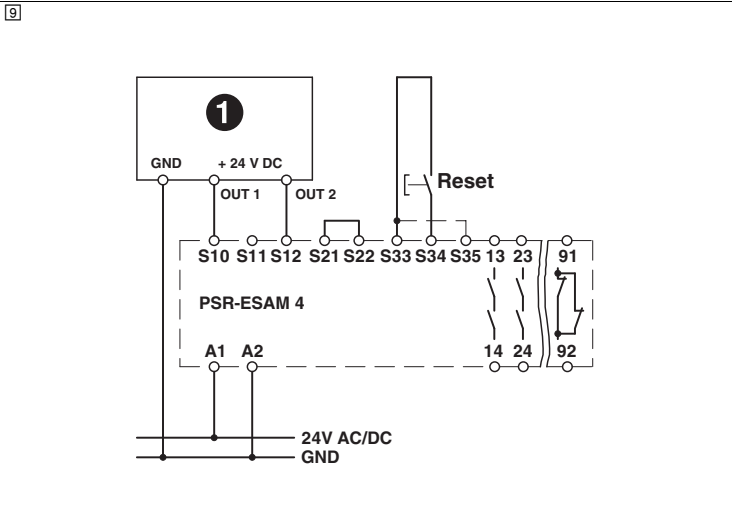 9
1
GND + 24 V DC
OUT 1 OUT 2
Reset
S10 S11 S12 S21 S22 S33 S34 S35 13 23 91
PSR-ESAM 4
A1 A2 14 24 92
24V AC/DC
GND